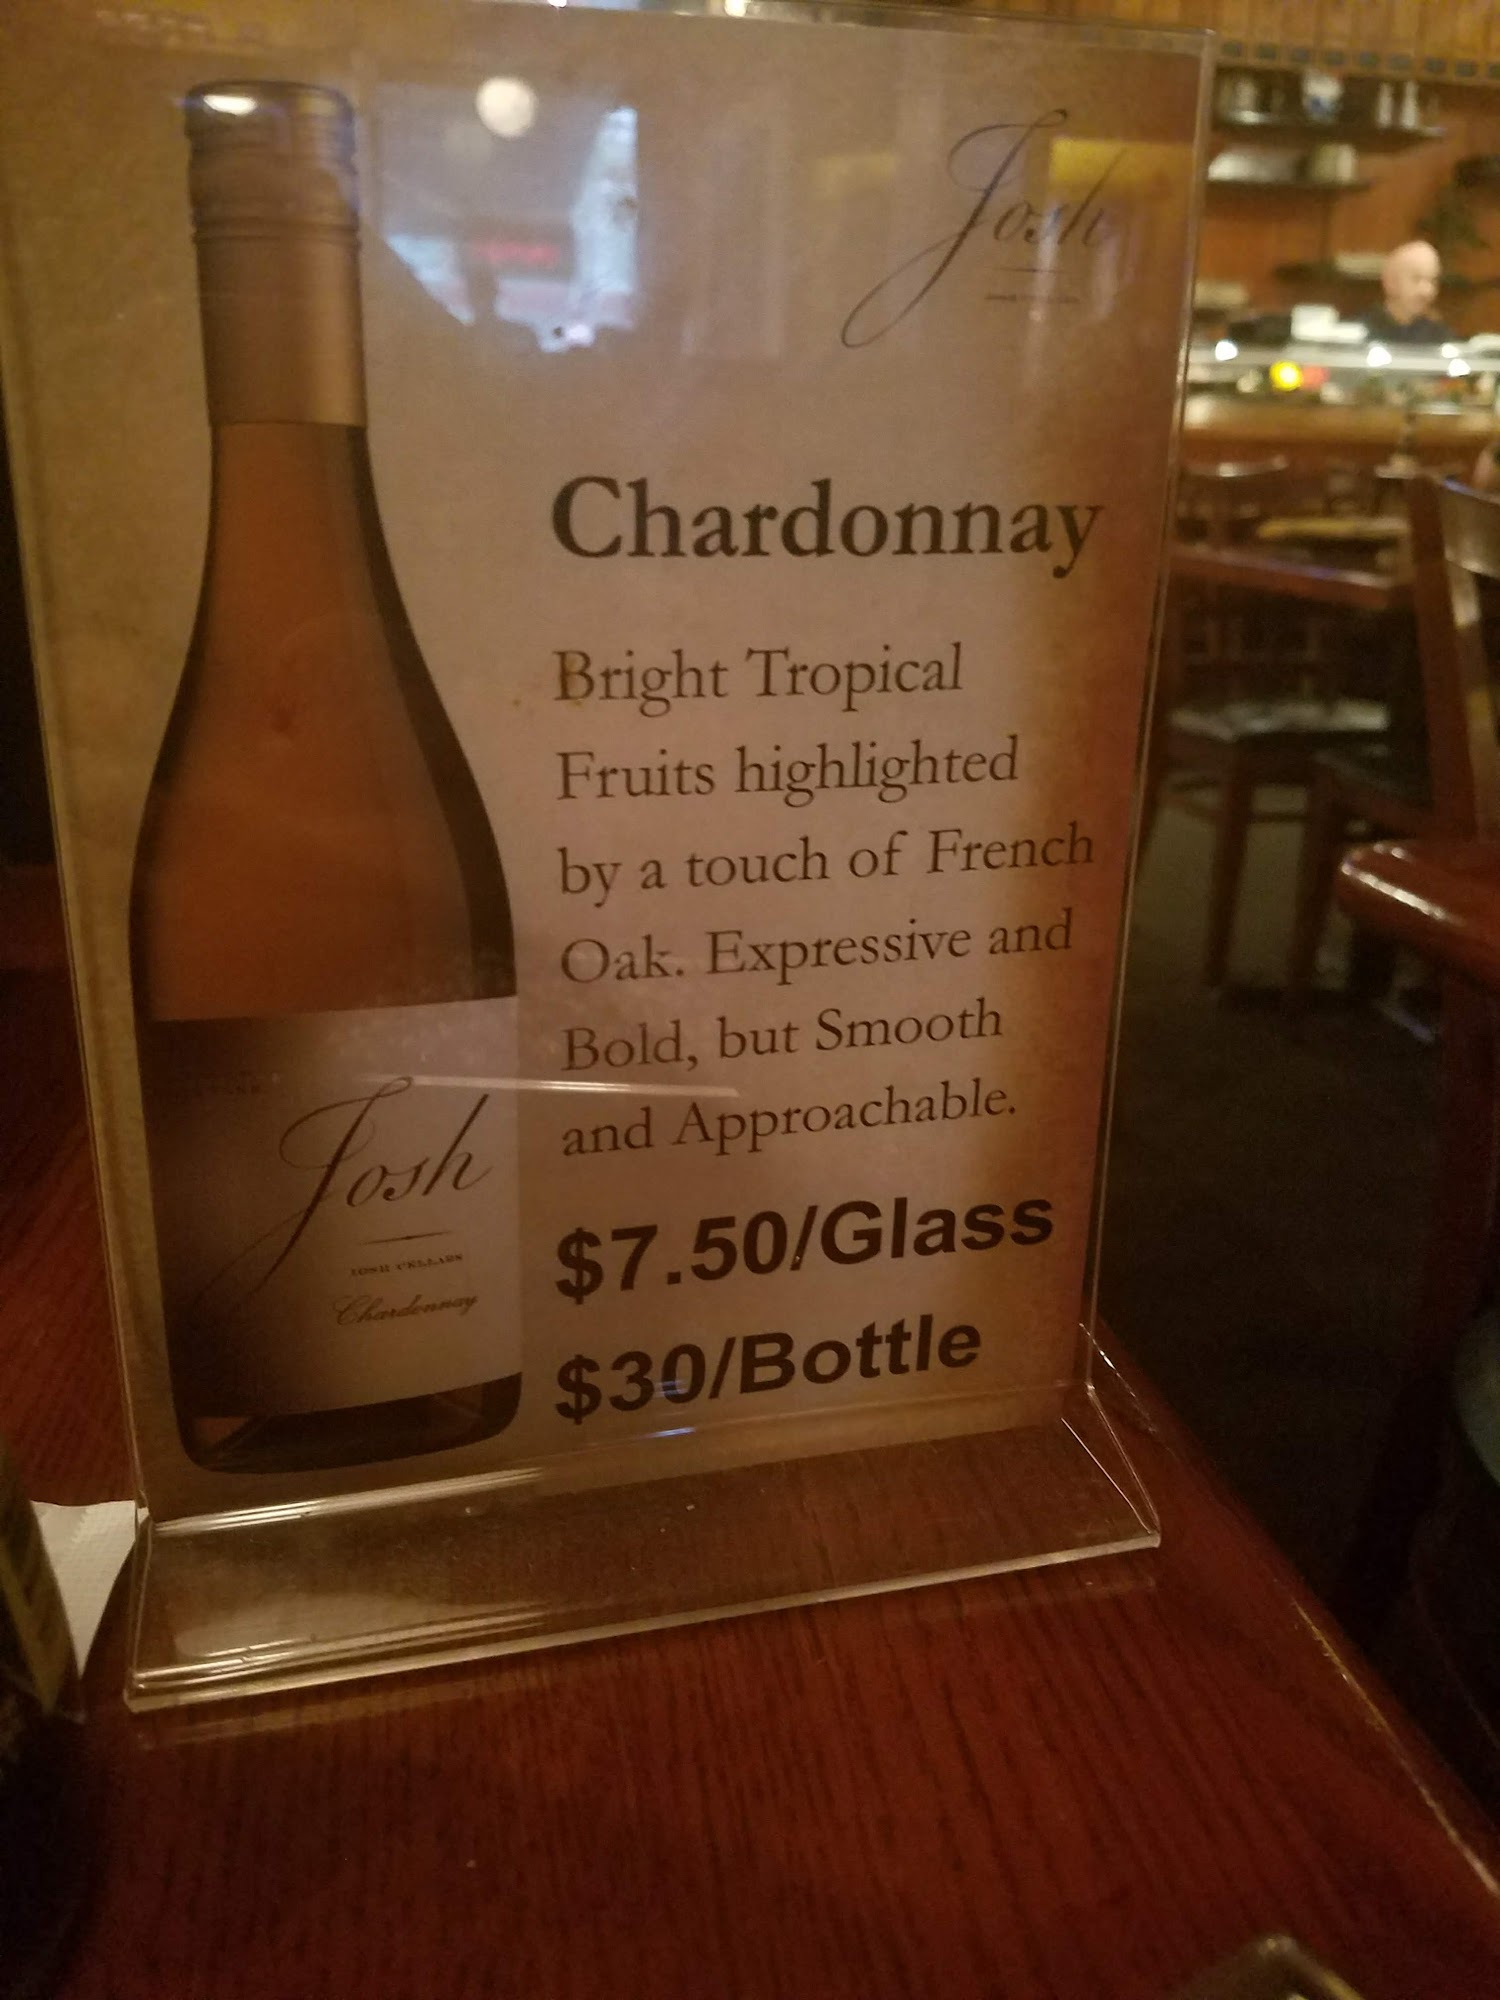 Josh
Chardonnay
Bright Tropical
Fruits highlighted
by a touch of French
Oak. Expressive and
Bold, but Smooth
and Approachable.
$7.50/Glass
$30/Bottle
Josh
JOSH CELLARS
Chardonnay